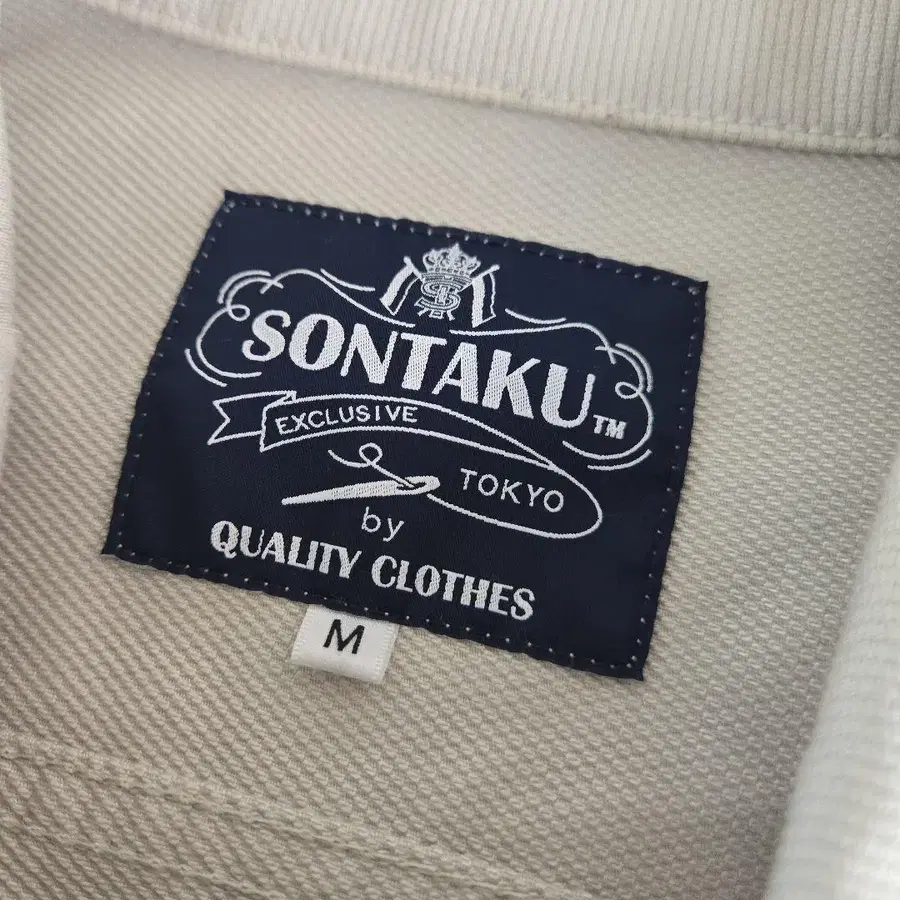 SONTAKU™
EXCLUSIVE
TOKYO
by
QUALITY CLOTHES
M